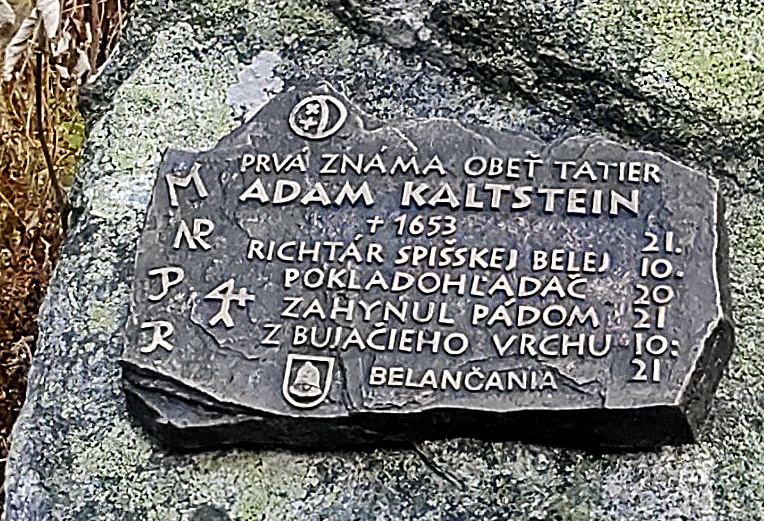 PRVÁ ZNÁMA OBEŤ TATIER
ADAM KALTSTEIN
+ 1653
RICHTÁR SPIŠSKEJ BELEJ
POKLADOHĽADAČ
ZAHYNUL PÁDOM
Z BUJAČIEHO VRCHU
BELANČANIA
M
AR
P
R
21.
10.
20
21
10:
21